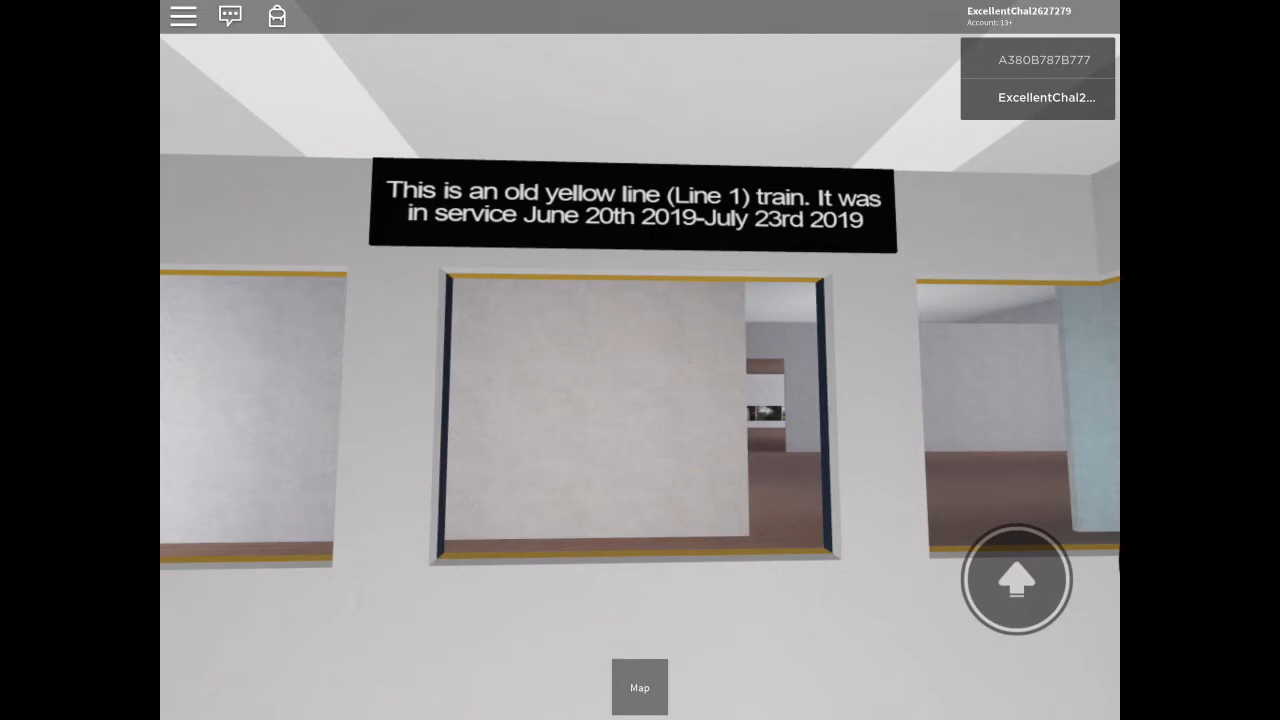 ExcellentChal2627279
Account: 13+
A380B787B777
ExcellentChal2...
This is an old yellow line (Line 1) train. It was
in service June 20th 2019-July 23rd 2019
Map